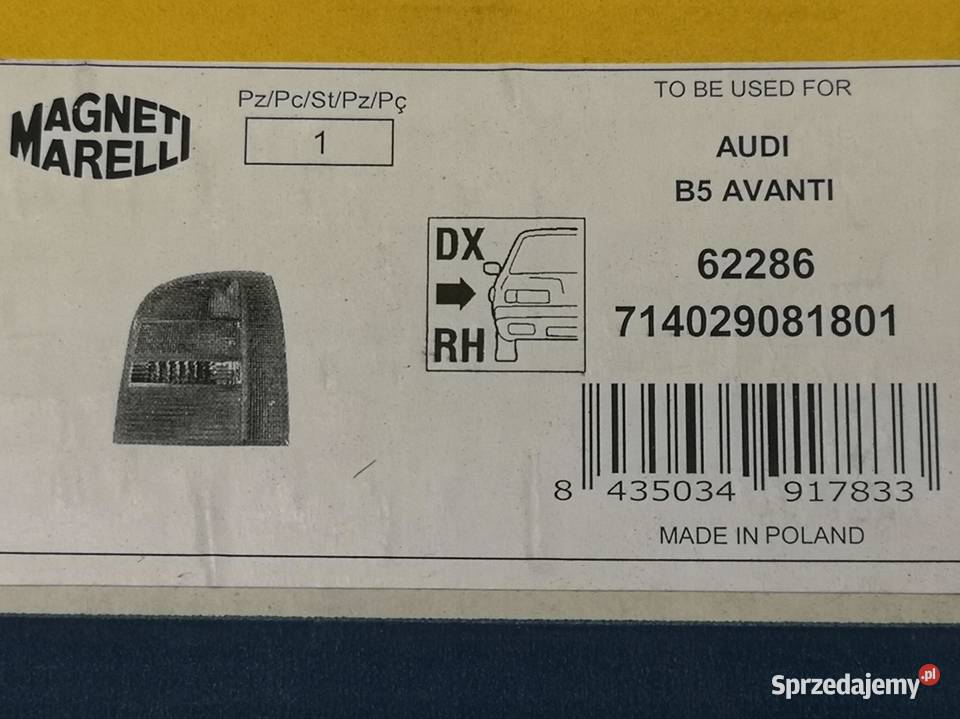 MAGNETI
MARELLI
Pz/Pc/St/Pz/Pç
1
TO BE USED FOR
AUDI
B5 AVANTI
DX
RH
62286
714029081801
8 435034 917833
MADE IN POLAND
Sprzedajemy.pl